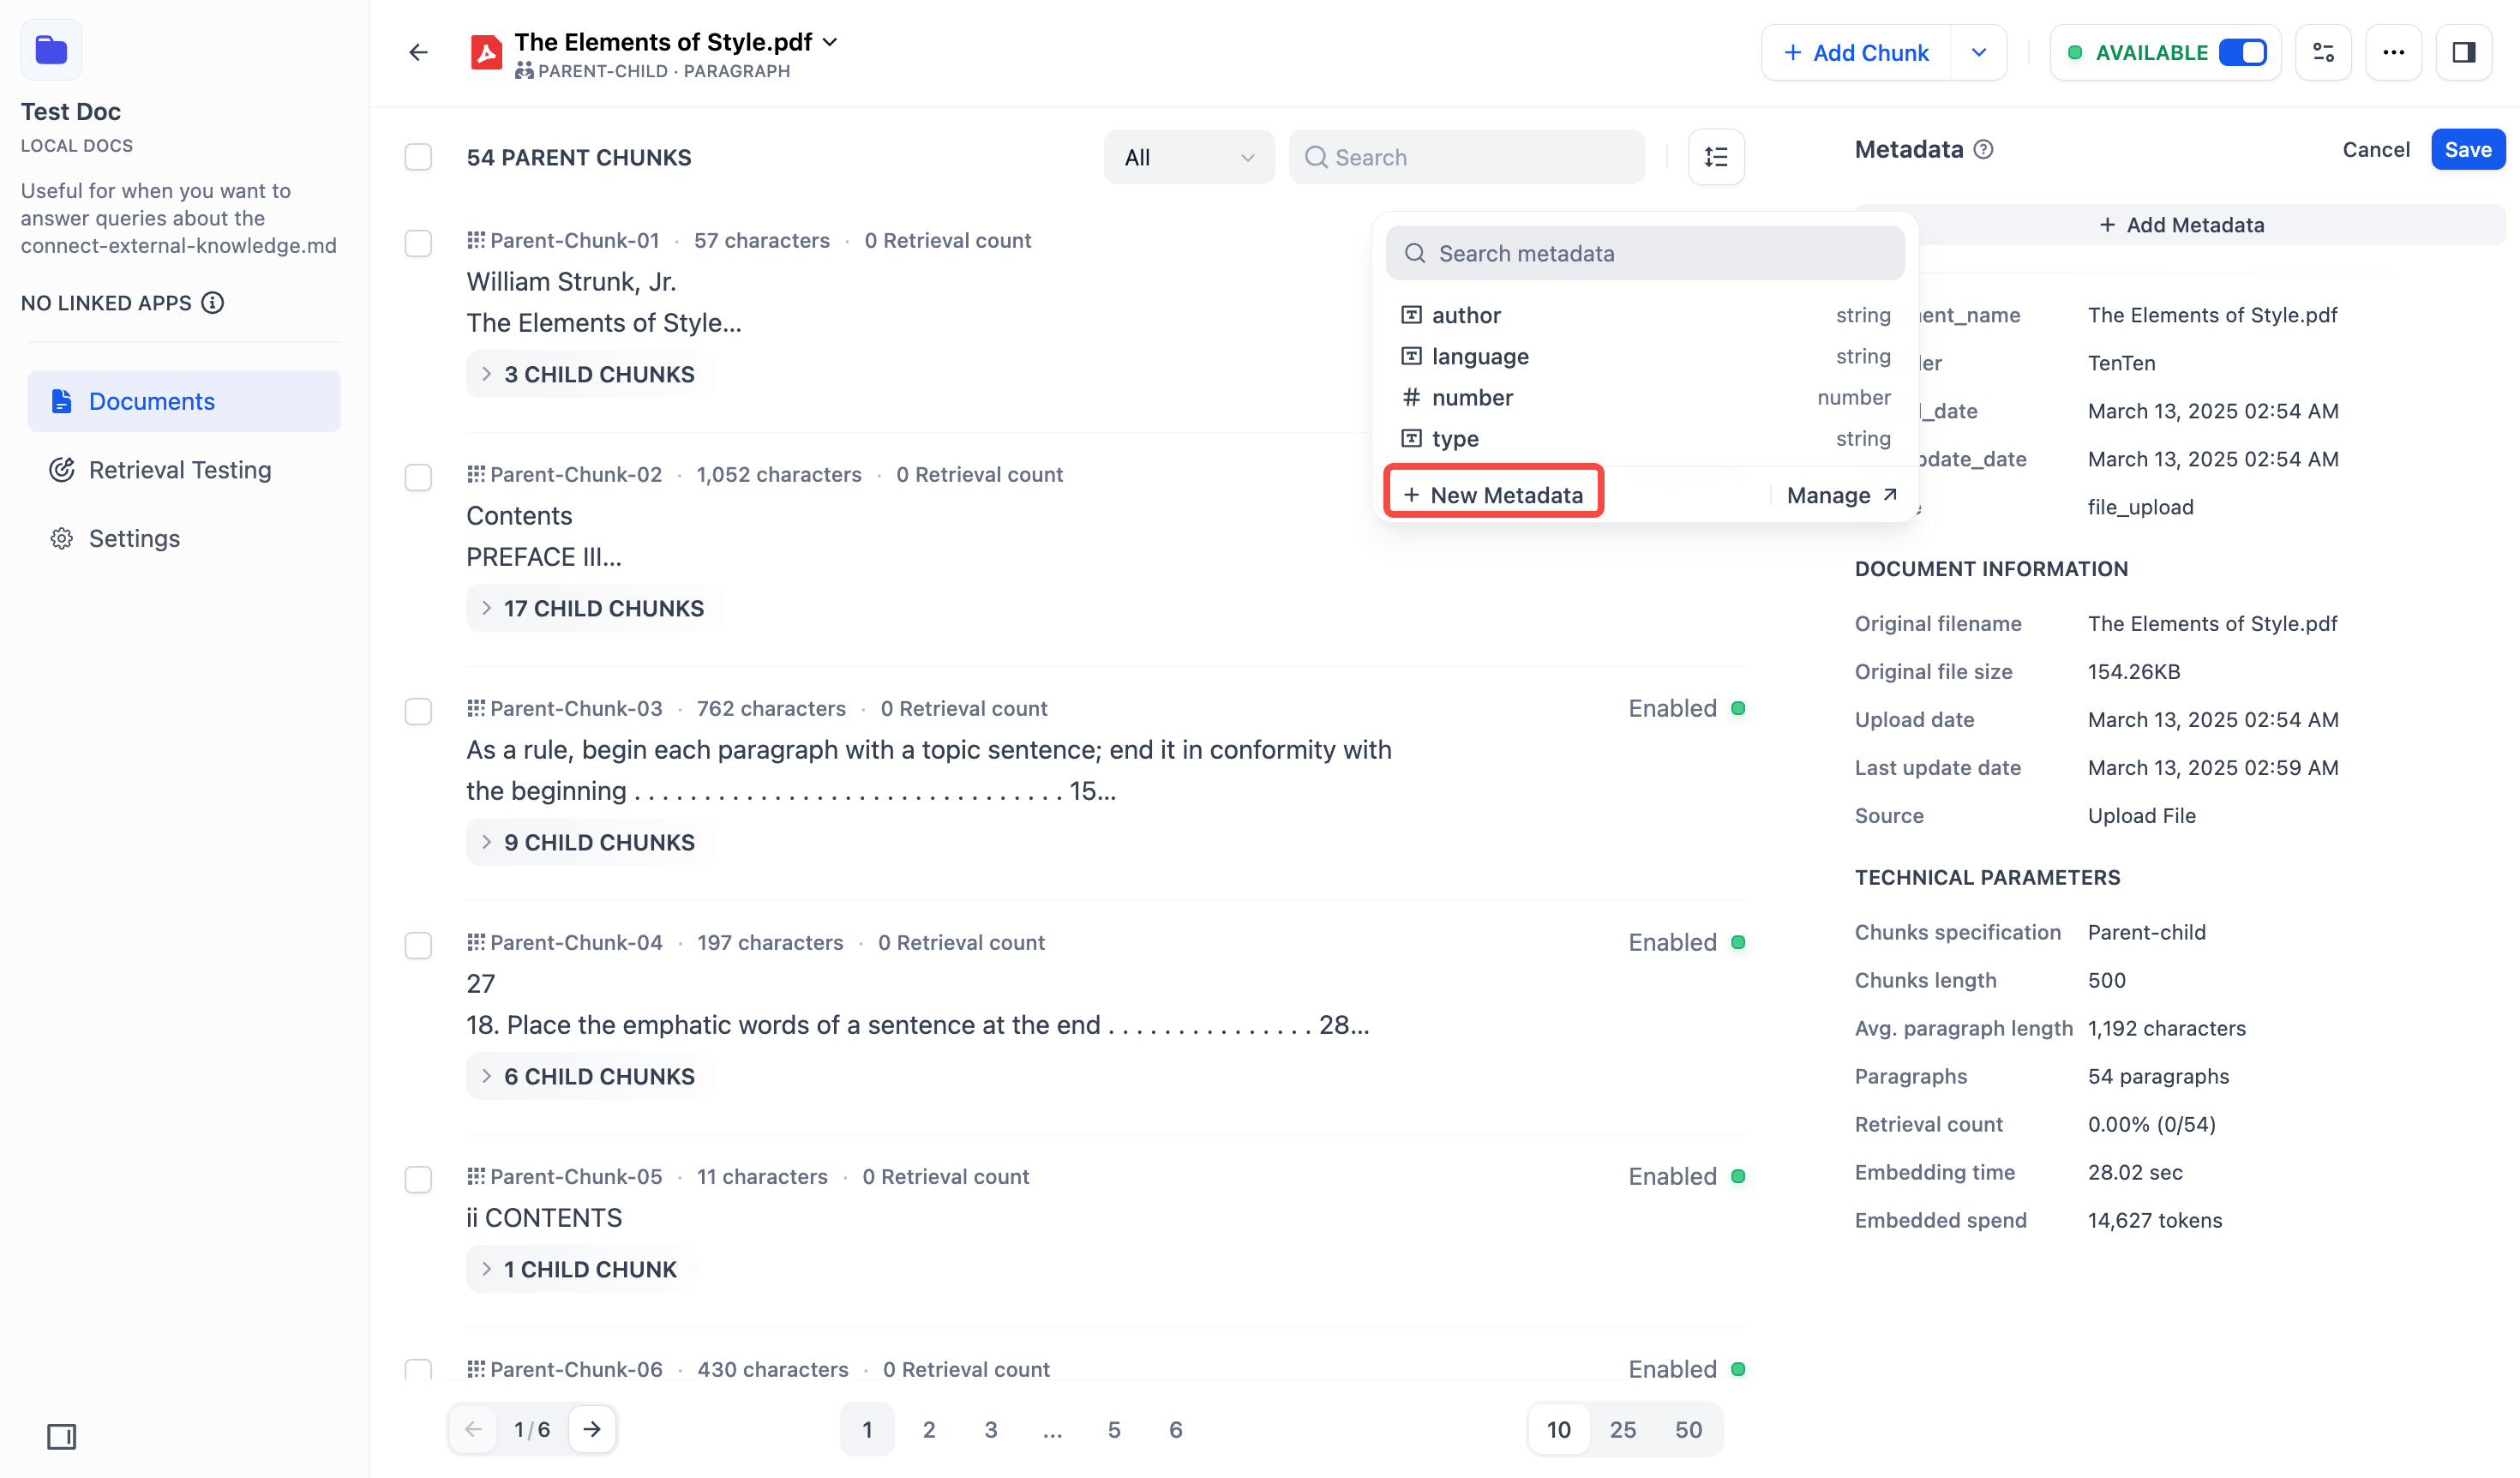 Test Doc
LOCAL DOCS
Useful for when you want to
answer queries about the
connect-external-knowledge.md
NO LINKED APPS
Documents
Retrieval Testing
Settings
The Elements of Style.pdf
PARENT-CHILD · PARAGRAPH
+ Add Chunk
AVAILABLE
54 PARENT CHUNKS
All
Search
Parent-Chunk-01 · 57 characters · 0 Retrieval count
William Strunk, Jr.
The Elements of Style...
3 CHILD CHUNKS
Parent-Chunk-02 · 1,052 characters · 0 Retrieval count
Contents
PREFACE III...
17 CHILD CHUNKS
Parent-Chunk-03 · 762 characters · 0 Retrieval count
Enabled
As a rule, begin each paragraph with a topic sentence; end it in conformity with
the beginning . . . . . . . . . . . . . . . . . . . . . . . . . . . . . . . 15...
9 CHILD CHUNKS
Parent-Chunk-04 · 197 characters · 0 Retrieval count
Enabled
27
18. Place the emphatic words of a sentence at the end . . . . . . . . . . . . . . . 28...
6 CHILD CHUNKS
Parent-Chunk-05 · 11 characters · 0 Retrieval count
Enabled
ii CONTENTS
1 CHILD CHUNK
Parent-Chunk-06 · 430 characters · 0 Retrieval count
Enabled
1/6
1 2 3 ... 5 6
10 25 50
Search metadata
author string
language string
number number
type string
+ New Metadata
Manage
Metadata
Cancel
Save
+ Add Metadata
ent_name The Elements of Style.pdf
er TenTen
_date March 13, 2025 02:54 AM
pdate_date March 13, 2025 02:54 AM
file_upload
DOCUMENT INFORMATION
Original filename The Elements of Style.pdf
Original file size 154.26KB
Upload date March 13, 2025 02:54 AM
Last update date March 13, 2025 02:59 AM
Source Upload File
TECHNICAL PARAMETERS
Chunks specification Parent-child
Chunks length 500
Avg. paragraph length 1,192 characters
Paragraphs 54 paragraphs
Retrieval count 0.00% (0/54)
Embedding time 28.02 sec
Embedded spend 14,627 tokens